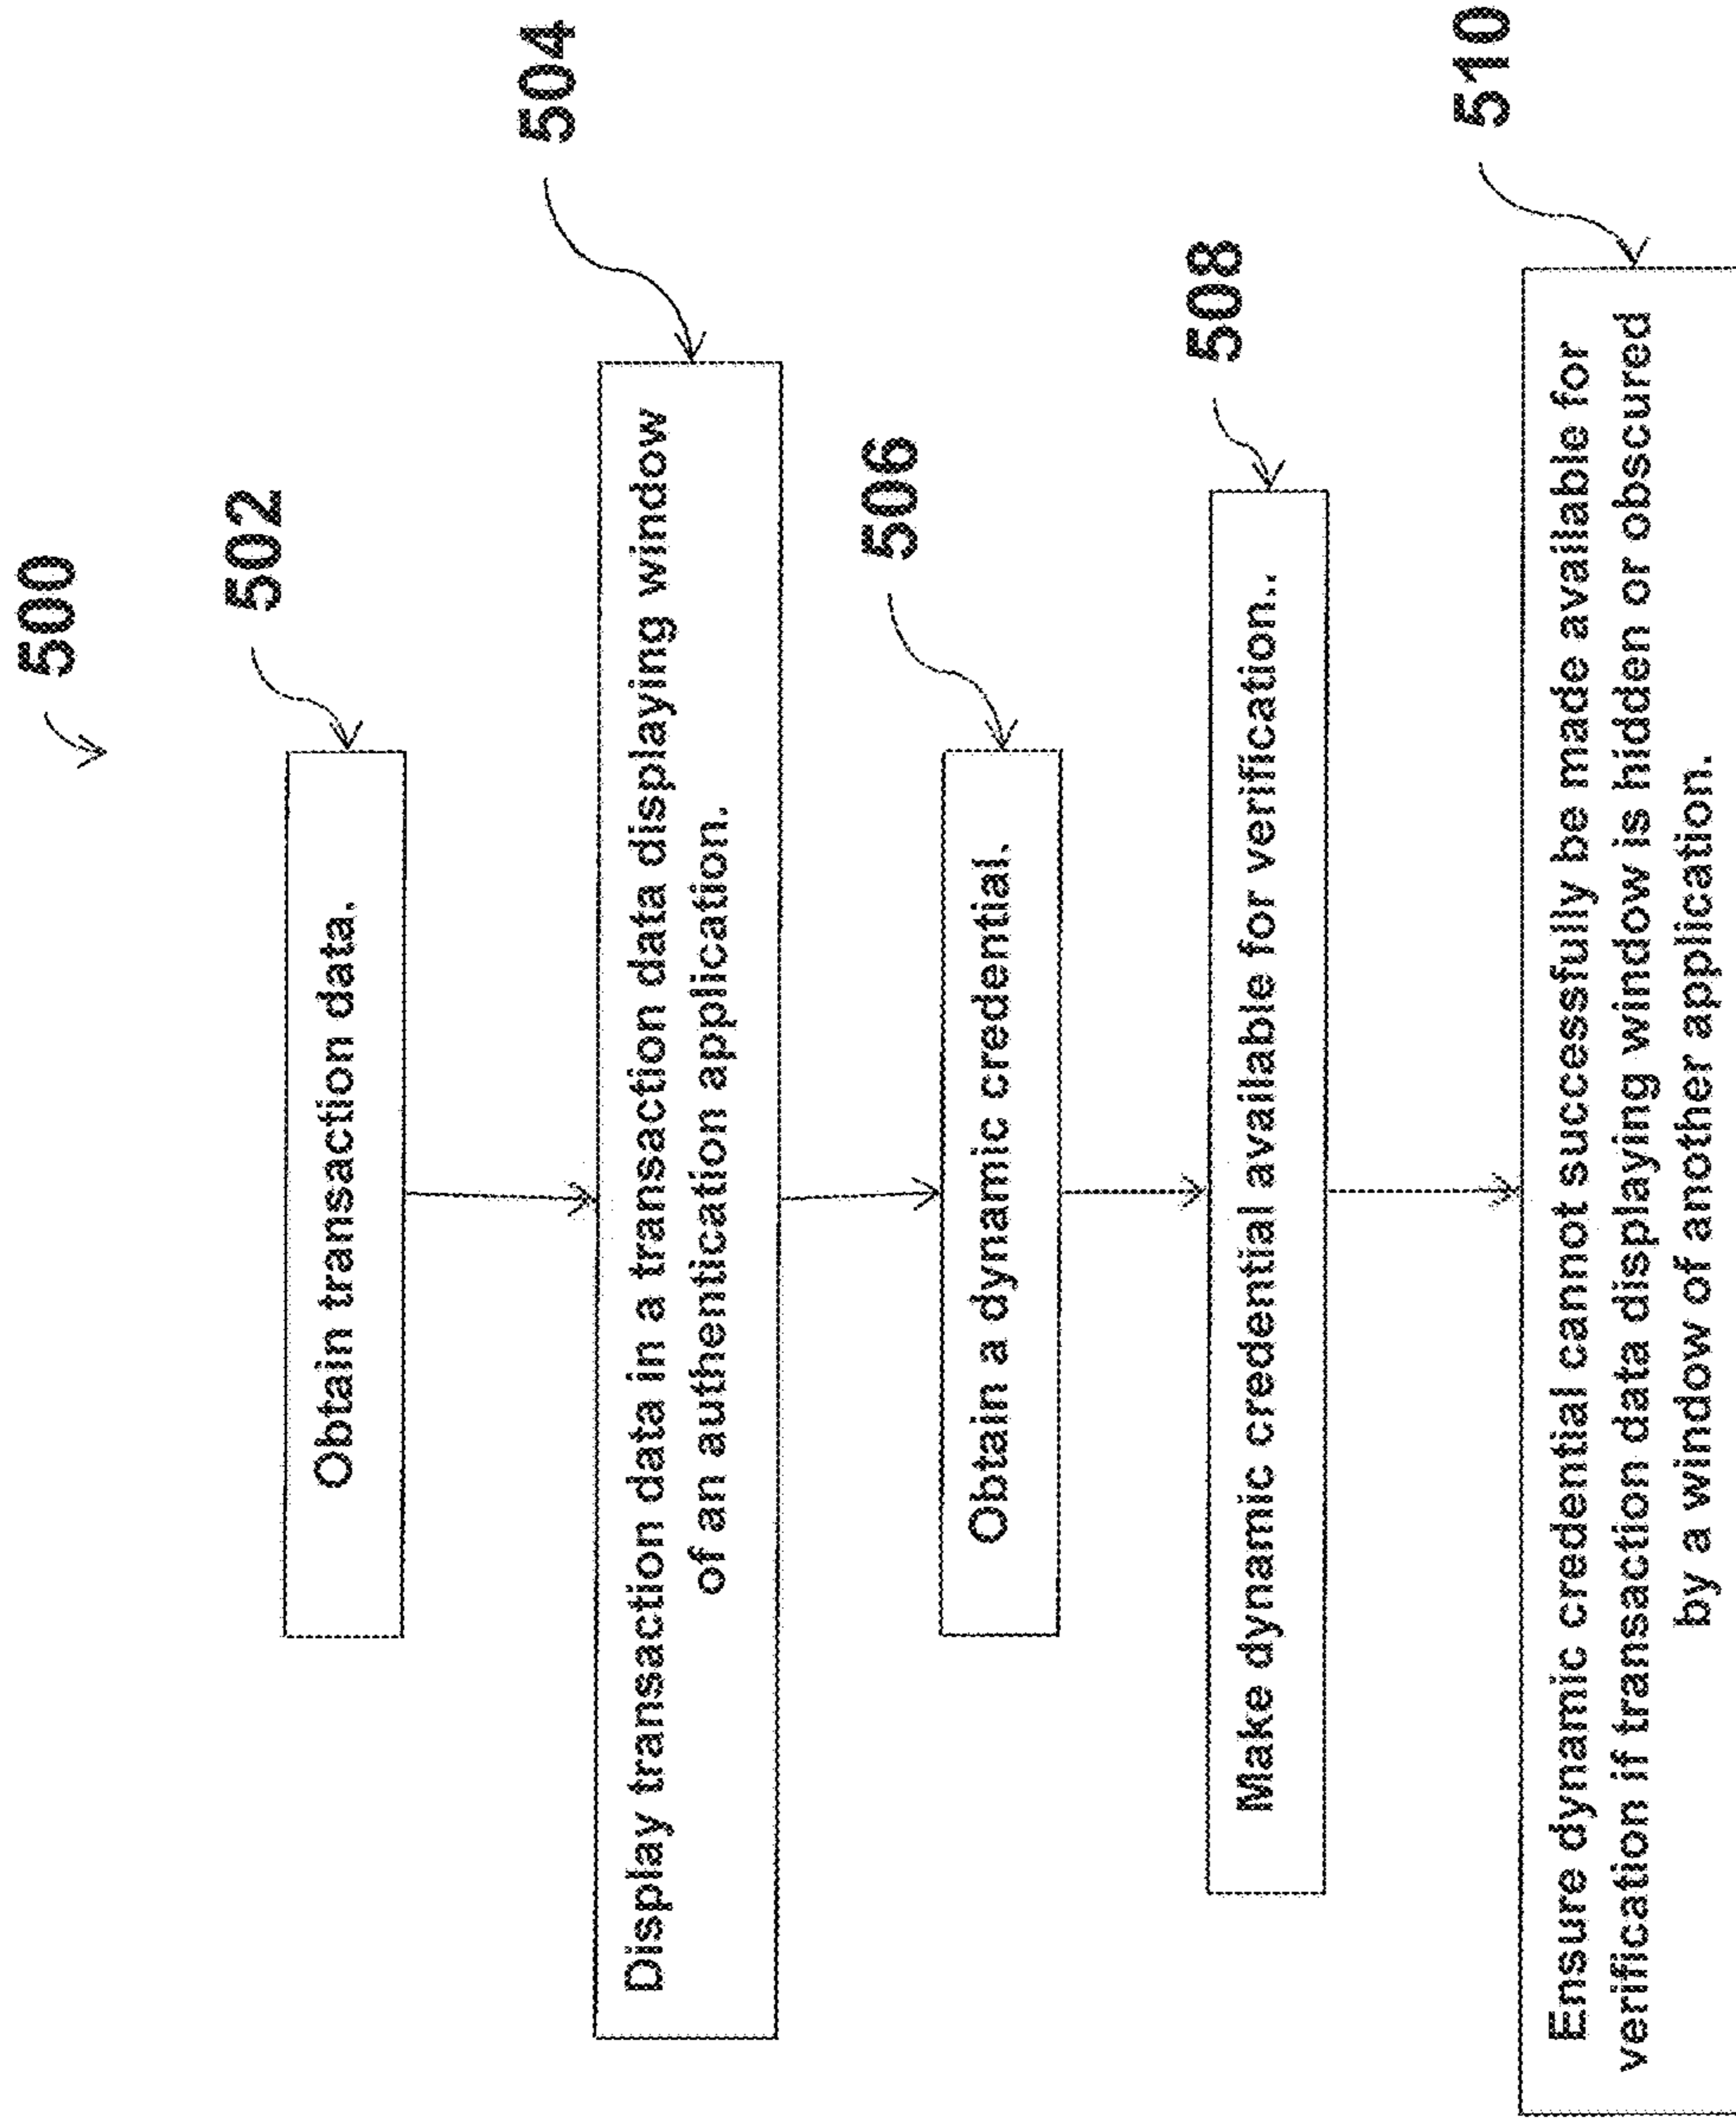 500
502
Obtain transaction data.
504
Display transaction data in a transaction data displaying window
of an authentication application.
506
Obtain a dynamic credential.
508
Make dynamic credential available for verification..
510
Ensure dynamic credential cannot successfully be made available for
verification if transaction data displaying window is hidden or obscured
by a window of another application.